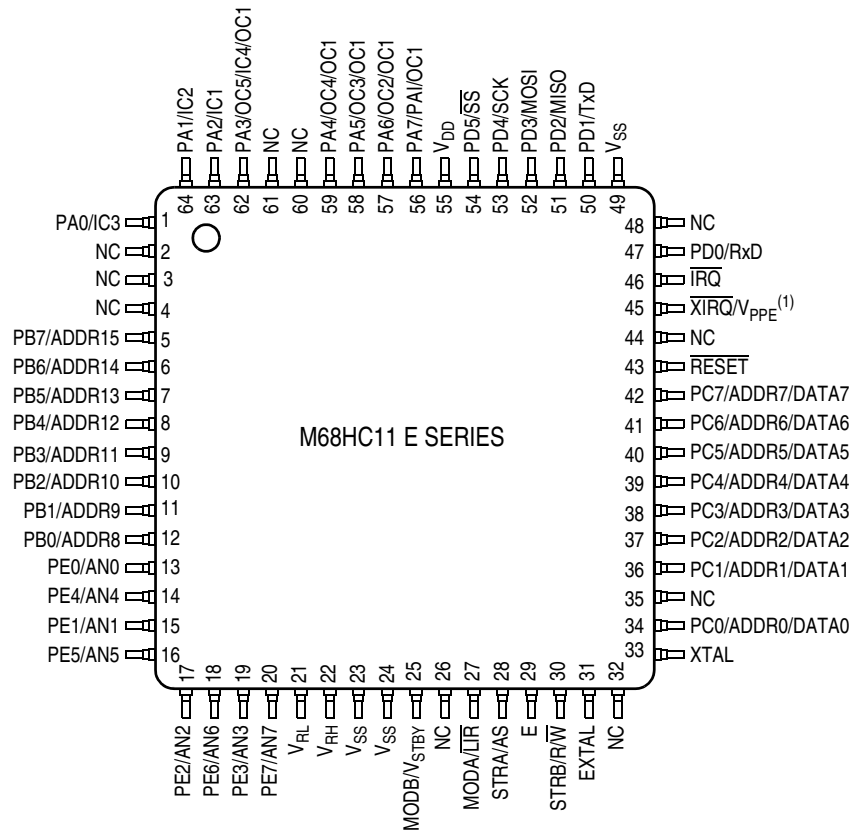 PA1/IC2
PA2/IC1
PA3/OC5/IC4/OC1
NC
NC
PA4/OC4/OC1
PA5/OC3/OC1
PA6/OC2/OC1
PA7/PAI/OC1
VDD
PD5/S̅S̅
PD4/SCK
PD3/MOSI
PD2/MISO
PD1/TxD
VSS
64
63
62
61
60
59
58
57
56
55
54
53
52
51
50
49
PA0/IC3 1
NC 2
NC 3
NC 4
PB7/ADDR15 5
PB6/ADDR14 6
PB5/ADDR13 7
PB4/ADDR12 8
PB3/ADDR11 9
PB2/ADDR10 10
PB1/ADDR9 11
PB0/ADDR8 12
PE0/AN0 13
PE4/AN4 14
PE1/AN1 15
PE5/AN5 16
M68HC11 E SERIES
48 NC
47 PD0/RxD
46 I̅R̅Q̅
45 X̅I̅R̅Q̅/VPPE(1)
44 NC
43 R̅E̅S̅E̅T̅
42 PC7/ADDR7/DATA7
41 PC6/ADDR6/DATA6
40 PC5/ADDR5/DATA5
39 PC4/ADDR4/DATA4
38 PC3/ADDR3/DATA3
37 PC2/ADDR2/DATA2
36 PC1/ADDR1/DATA1
35 NC
34 PC0/ADDR0/DATA0
33 XTAL
17
18
19
20
21
22
23
24
25
26
27
28
29
30
31
32
PE2/AN2
PE6/AN6
PE3/AN3
PE7/AN7
VRL
VRH
VSS
VSS
MODB/VSTBY
NC
MODA/L̅I̅R̅
STRA/AS
E
STRB/R/W̅
EXTAL
NC